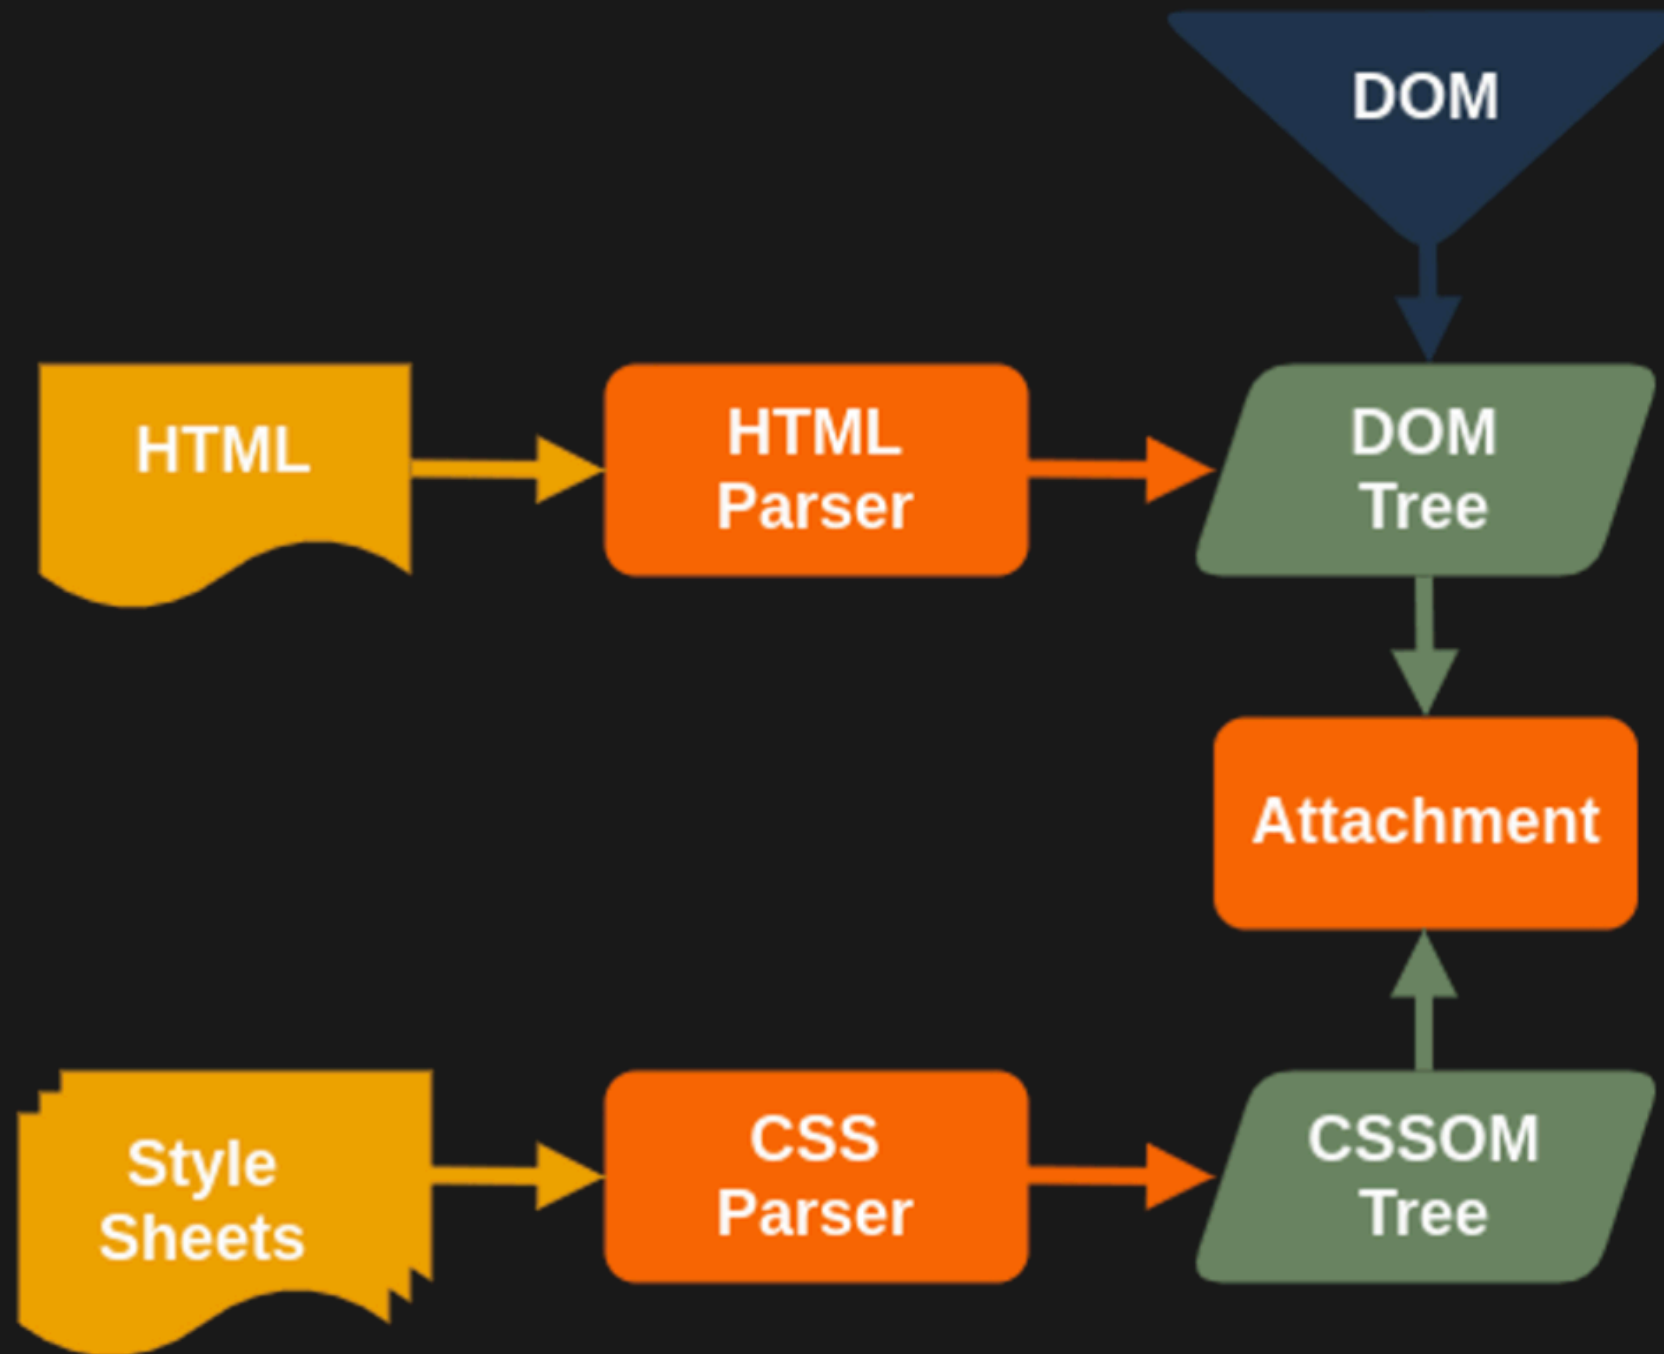 DOM
HTML
HTML
Parser
DOM
Tree
Attachment
Style
Sheets
CSS
Parser
CSSOM
Tree